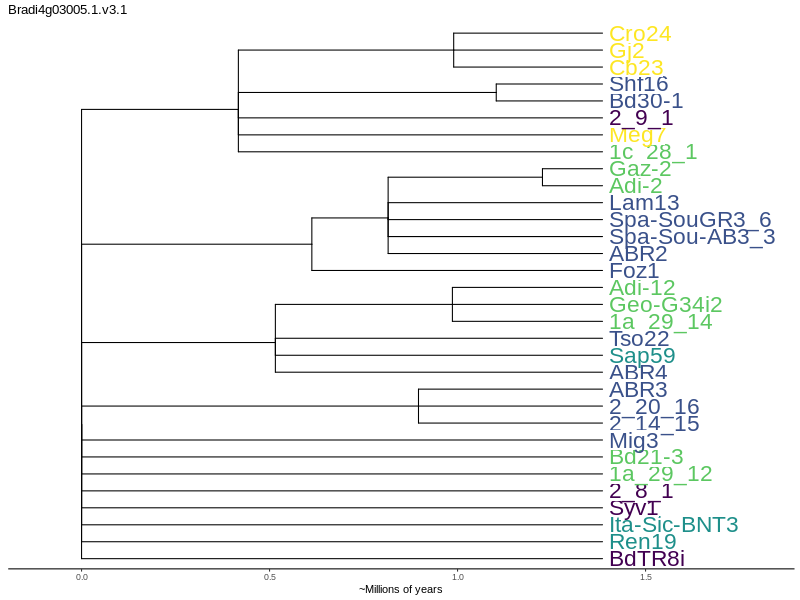 Bradi4g03005.1.v3.1
Cro24
Gj2
Cb23
Shf16
Bd30-1
2_9_1
Meg7
1c_28_1
Gaz-2
Adi-2
Lam13
Spa-SouGR3_6
Spa-Sou-AB3_3
ABR2
Foz1
Adi-12
Geo-G34i2
1a_29_14
Tso22
Sap59
ABR4
ABR3
2_20_16
2_14_15
Mig3
Bd21-3
1a_29_12
2_8_1
Syv1
Ita-Sic-BNT3
Ren19
BdTR8i
0.0 0.5 1.0 1.5
~Millions of years